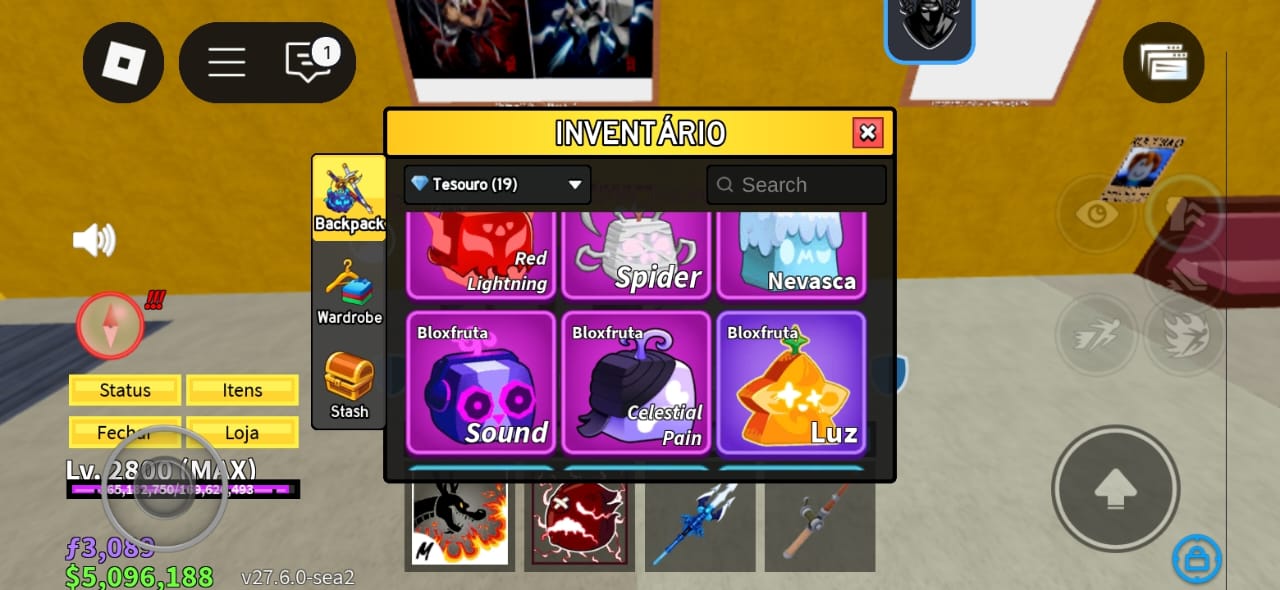 1
INVENTÁRIO
Tesouro (19)
Search
Backpack
Wardrobe
Stash
Red
Lightning
Spider
Nevasca
Bloxfruta
Sound
Bloxfruta
Celestial
Pain
Bloxfruta
Luz
!!!
Status
Itens
Fechar
Loja
Lv. 2800 (MAX)
ƒ3,089
$5,096,188
v27.6.0-sea2
M